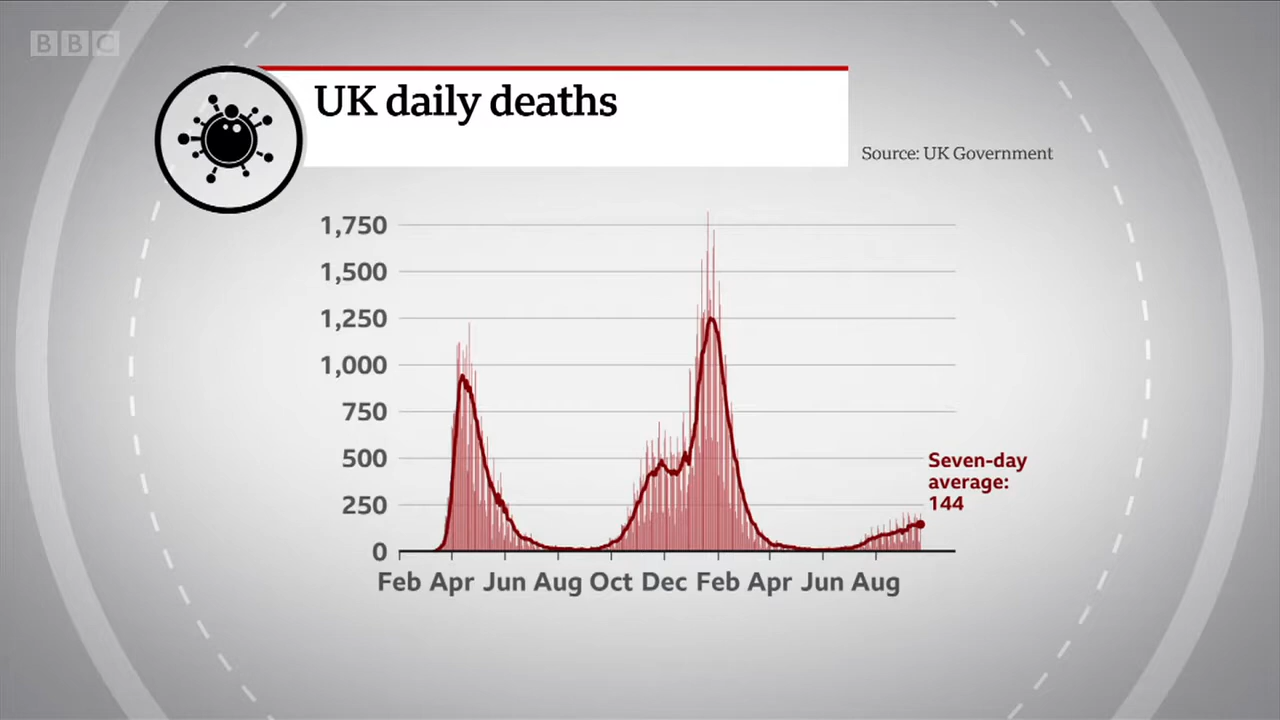 BBC
UK daily deaths
Source: UK Government
1,750
1,500
1,250
1,000
750
500
250
0
Seven-day
average:
144
Feb Apr Jun Aug Oct Dec Feb Apr Jun Aug